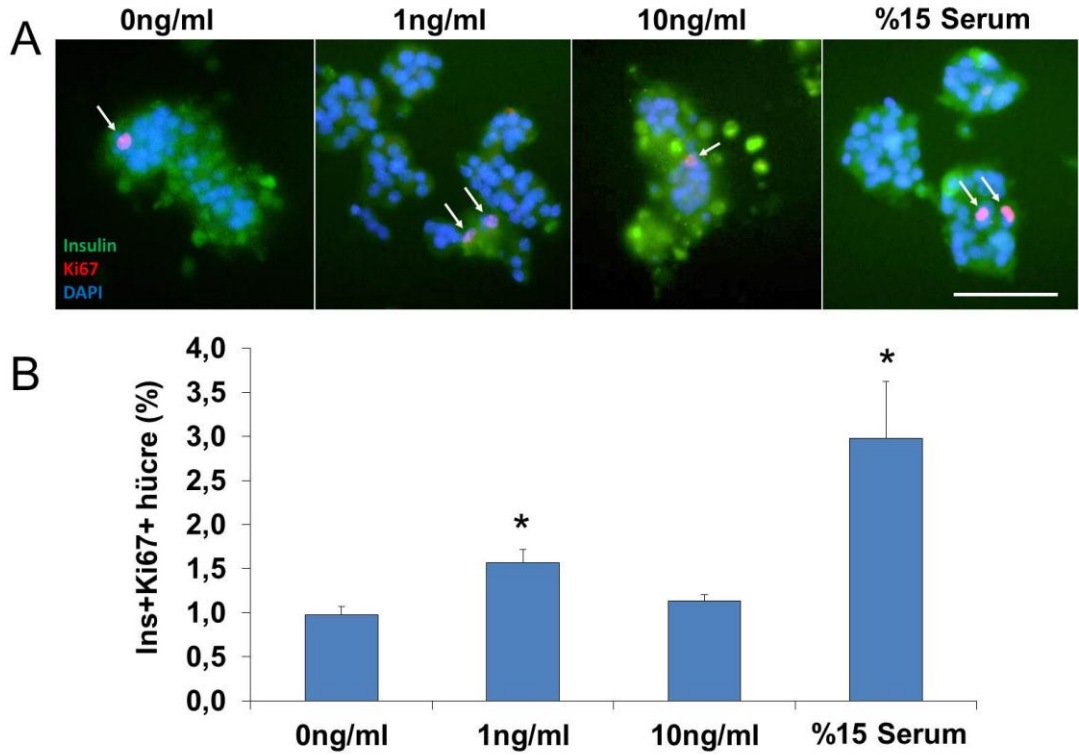 A
0ng/ml 1ng/ml 10ng/ml %15 Serum
Insulin
Ki67
DAPI
B
Ins+Ki67+ hücre (%)
4,0
3,5
3,0
2,5
2,0
1,5
1,0
0,5
0,0
*
*
0ng/ml 1ng/ml 10ng/ml %15 Serum